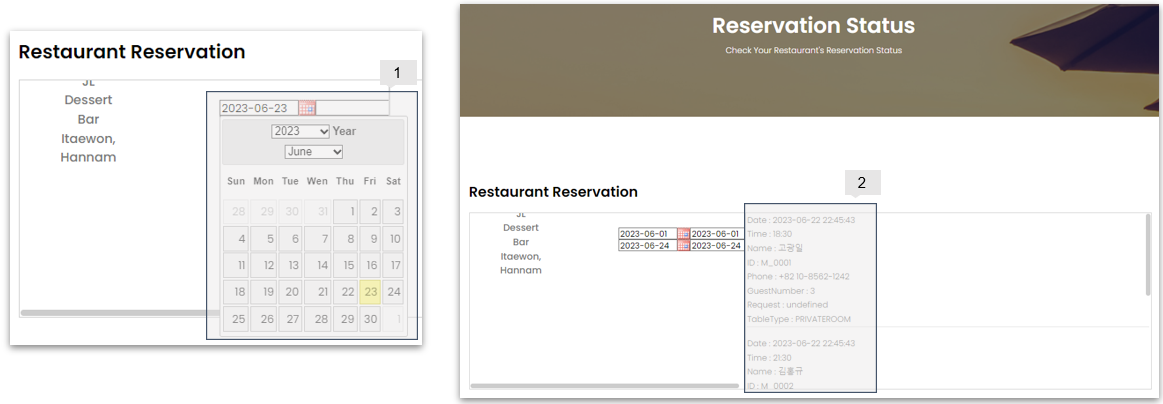 Restaurant Reservation
1
JL
Dessert
Bar
Itaewon,
Hannam
2023-06-23
2023 Year
June
Sun Mon Tue Wen Thu Fri Sat
28 29 30 31 1 2 3
4 5 6 7 8 9 10
11 12 13 14 15 16 17
18 19 20 21 22 23 24
25 26 27 28 29 30 1
Reservation Status
Check Your Restaurant's Reservation Status
Restaurant Reservation
2
JL
Dessert
Bar
Itaewon,
Hannam
2023-06-01 2023-06-01
2023-06-24 2023-06-24
Date : 2023-06-22 22:45:43
Time : 18:30
Name : 고광일
ID : M_0001
Phone : +82 10-8562-1242
GuestNumber : 3
Request : undefined
TableType : PRIVATEROOM
Date : 2023-06-22 22:45:43
Time : 21:30
Name : 김홍규
ID : M_0002